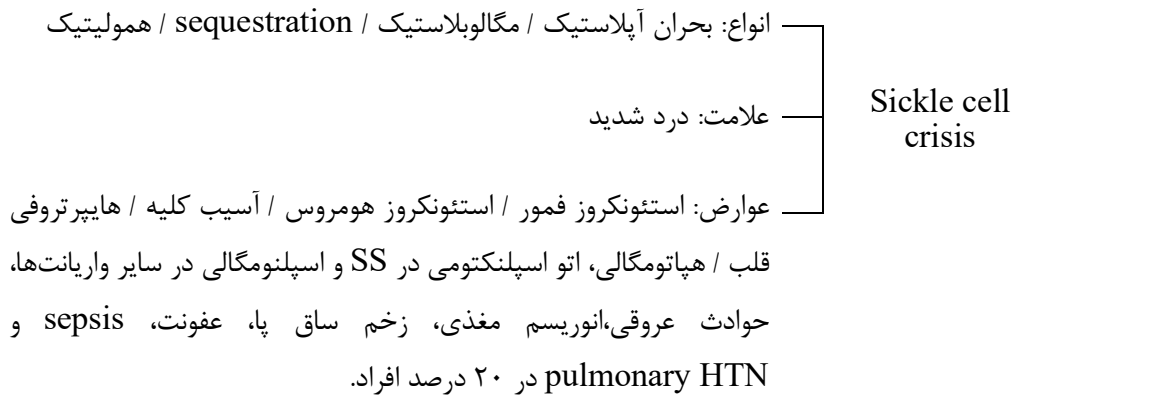 Sickle cell
crisis
انواع: بحران آپلاستیک / مگالوبلاستیک / sequestration / همولیتیک
علامت: درد شدید
عوارض: استئونکروز فمور / استئونکروز هومروس / آسیب کلیه / هایپرتروفی
قلب / هپاتومگالی، اتو اسپلنکتومی در SS و اسپلنومگالی در سایر واریانت‌ها،
حوادث عروقی،انوریسم مغذی، زخم ساق پا، عفونت، sepsis و
pulmonary HTN در ۲۰ درصد افراد.